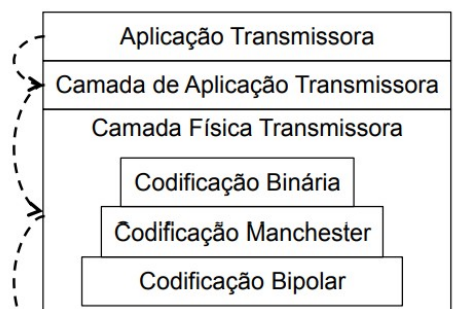 Aplicação Transmissora
Camada de Aplicação Transmissora
Camada Física Transmissora
Codificação Binária
Codificação Manchester
Codificação Bipolar